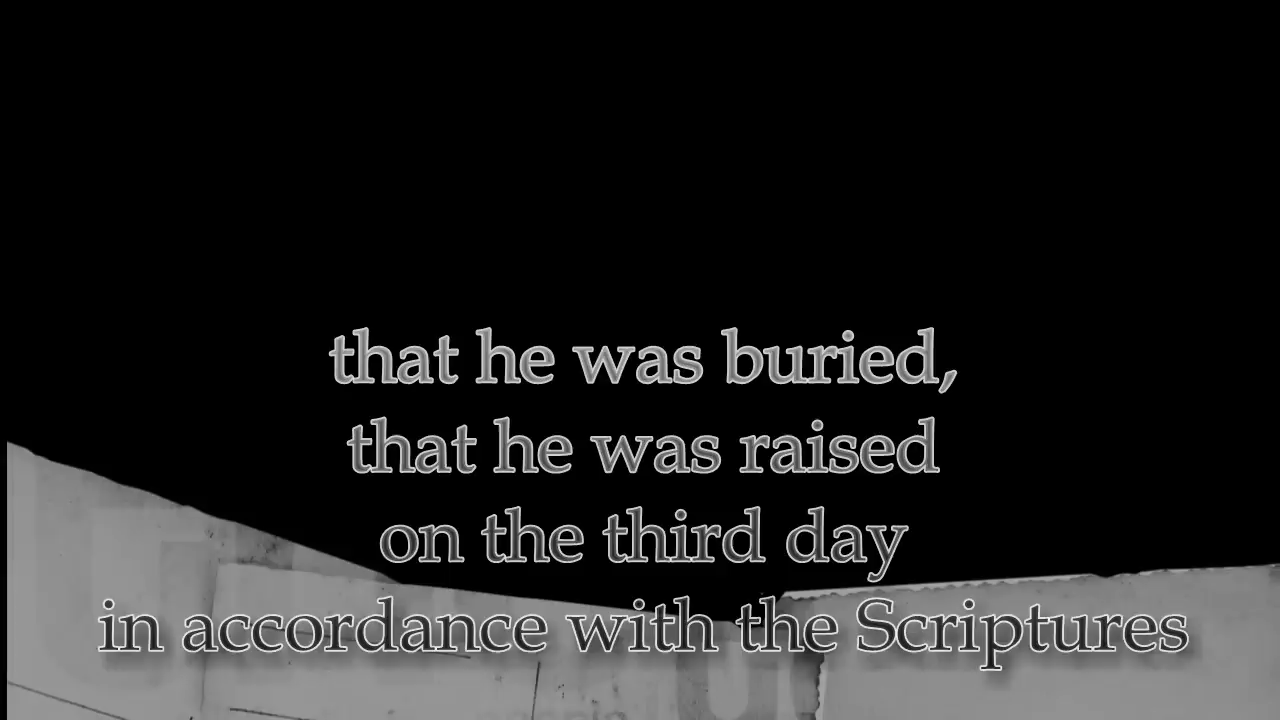 that he was buried,
that he was raised
on the third day
in accordance with the Scriptures